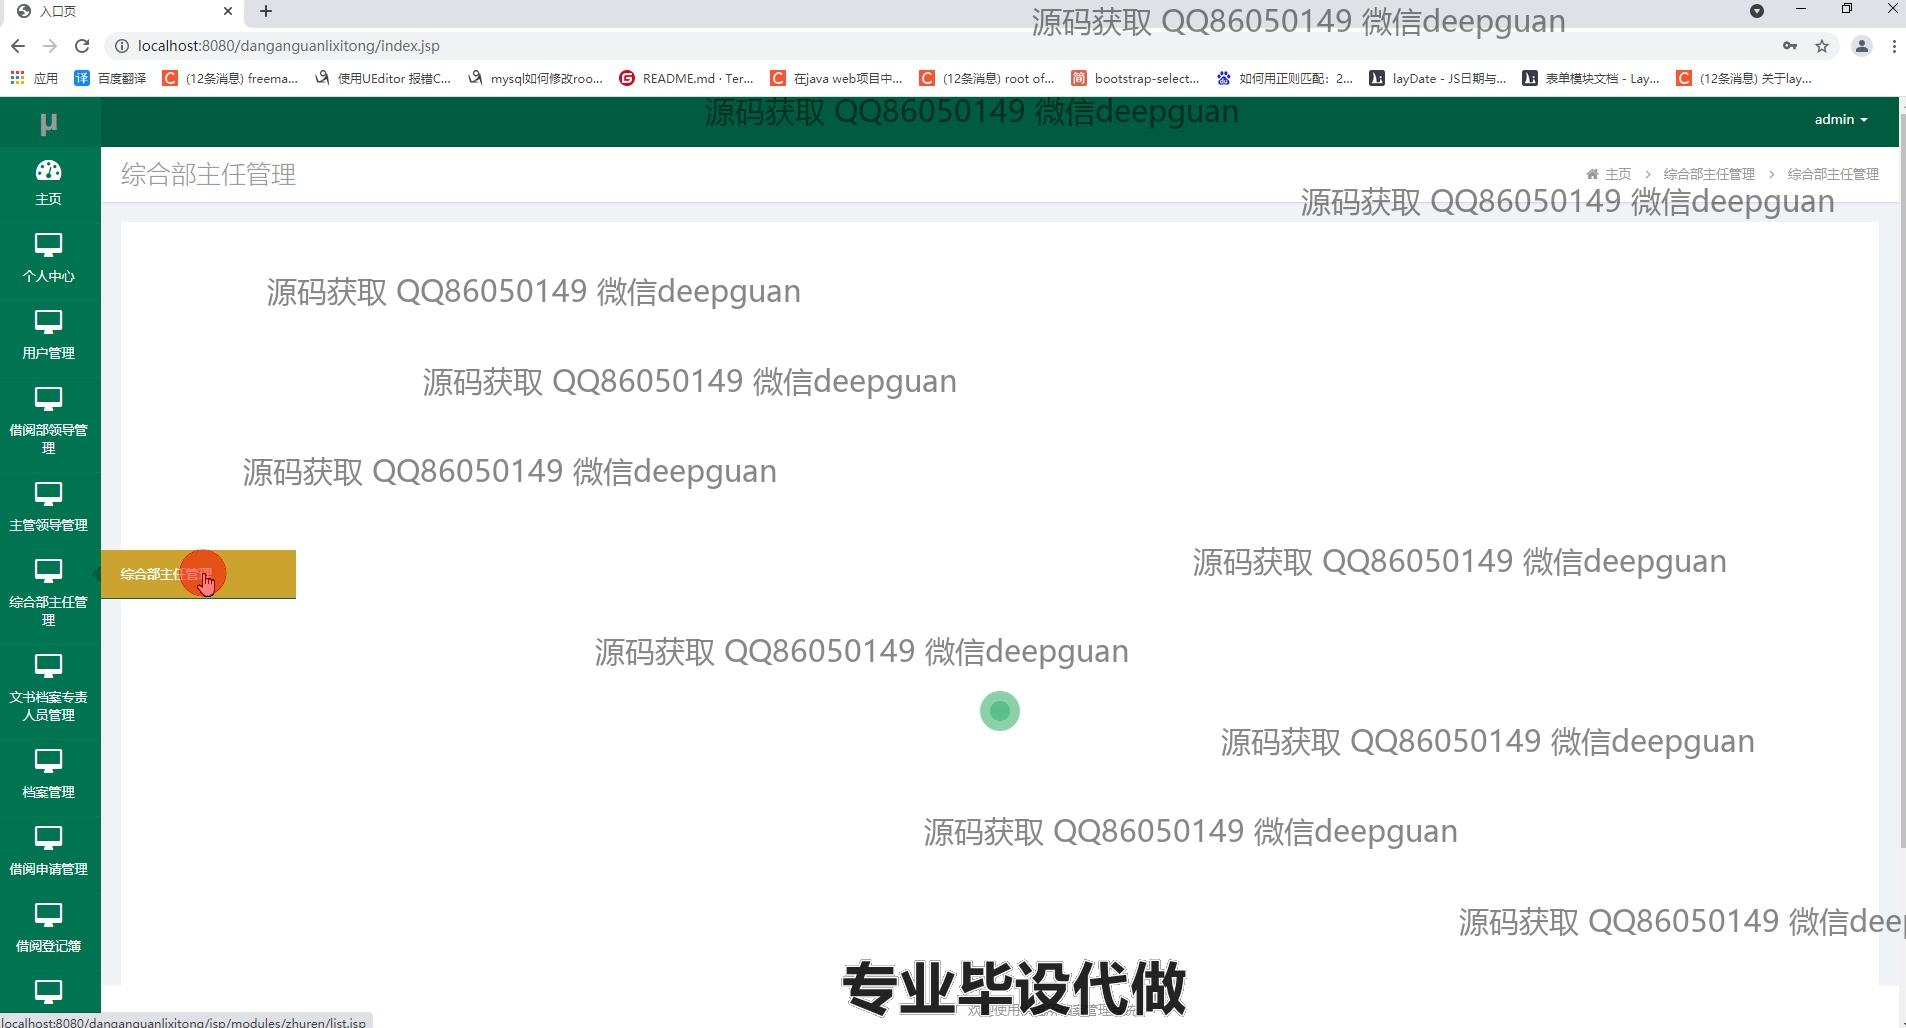 入口页
源码获取 QQ86050149 微信deepguan
localhost:8080/danganguanlixitong/index.jsp
应用
百度翻译
(12条消息) freema...
使用UEditor 报错C...
mysql如何修改roo...
README.md · Ter...
在java web项目中...
(12条消息) root of...
bootstrap-select...
如何用正则匹配：2...
layDate - JS日期与...
表单模块文档 - Lay...
(12条消息) 关于lay...
μ
源码获取 QQ86050149 微信deepguan
admin
综合部主任管理
主页 > 综合部主任管理 > 综合部主任管理
源码获取 QQ86050149 微信deepguan
主页
个人中心
源码获取 QQ86050149 微信deepguan
用户管理
源码获取 QQ86050149 微信deepguan
借阅部领导管
理
源码获取 QQ86050149 微信deepguan
主管领导管理
源码获取 QQ86050149 微信deepguan
综合部主任管理
综合部主任管
理
源码获取 QQ86050149 微信deepguan
文书档案专责
人员管理
源码获取 QQ86050149 微信deepguan
档案管理
源码获取 QQ86050149 微信deepguan
借阅申请管理
源码获取 QQ86050149 微信deep
借阅登记簿
专业毕设代做
localhost:8080/danganguanlixitong/jsp/modules/zhuren/list.jsp